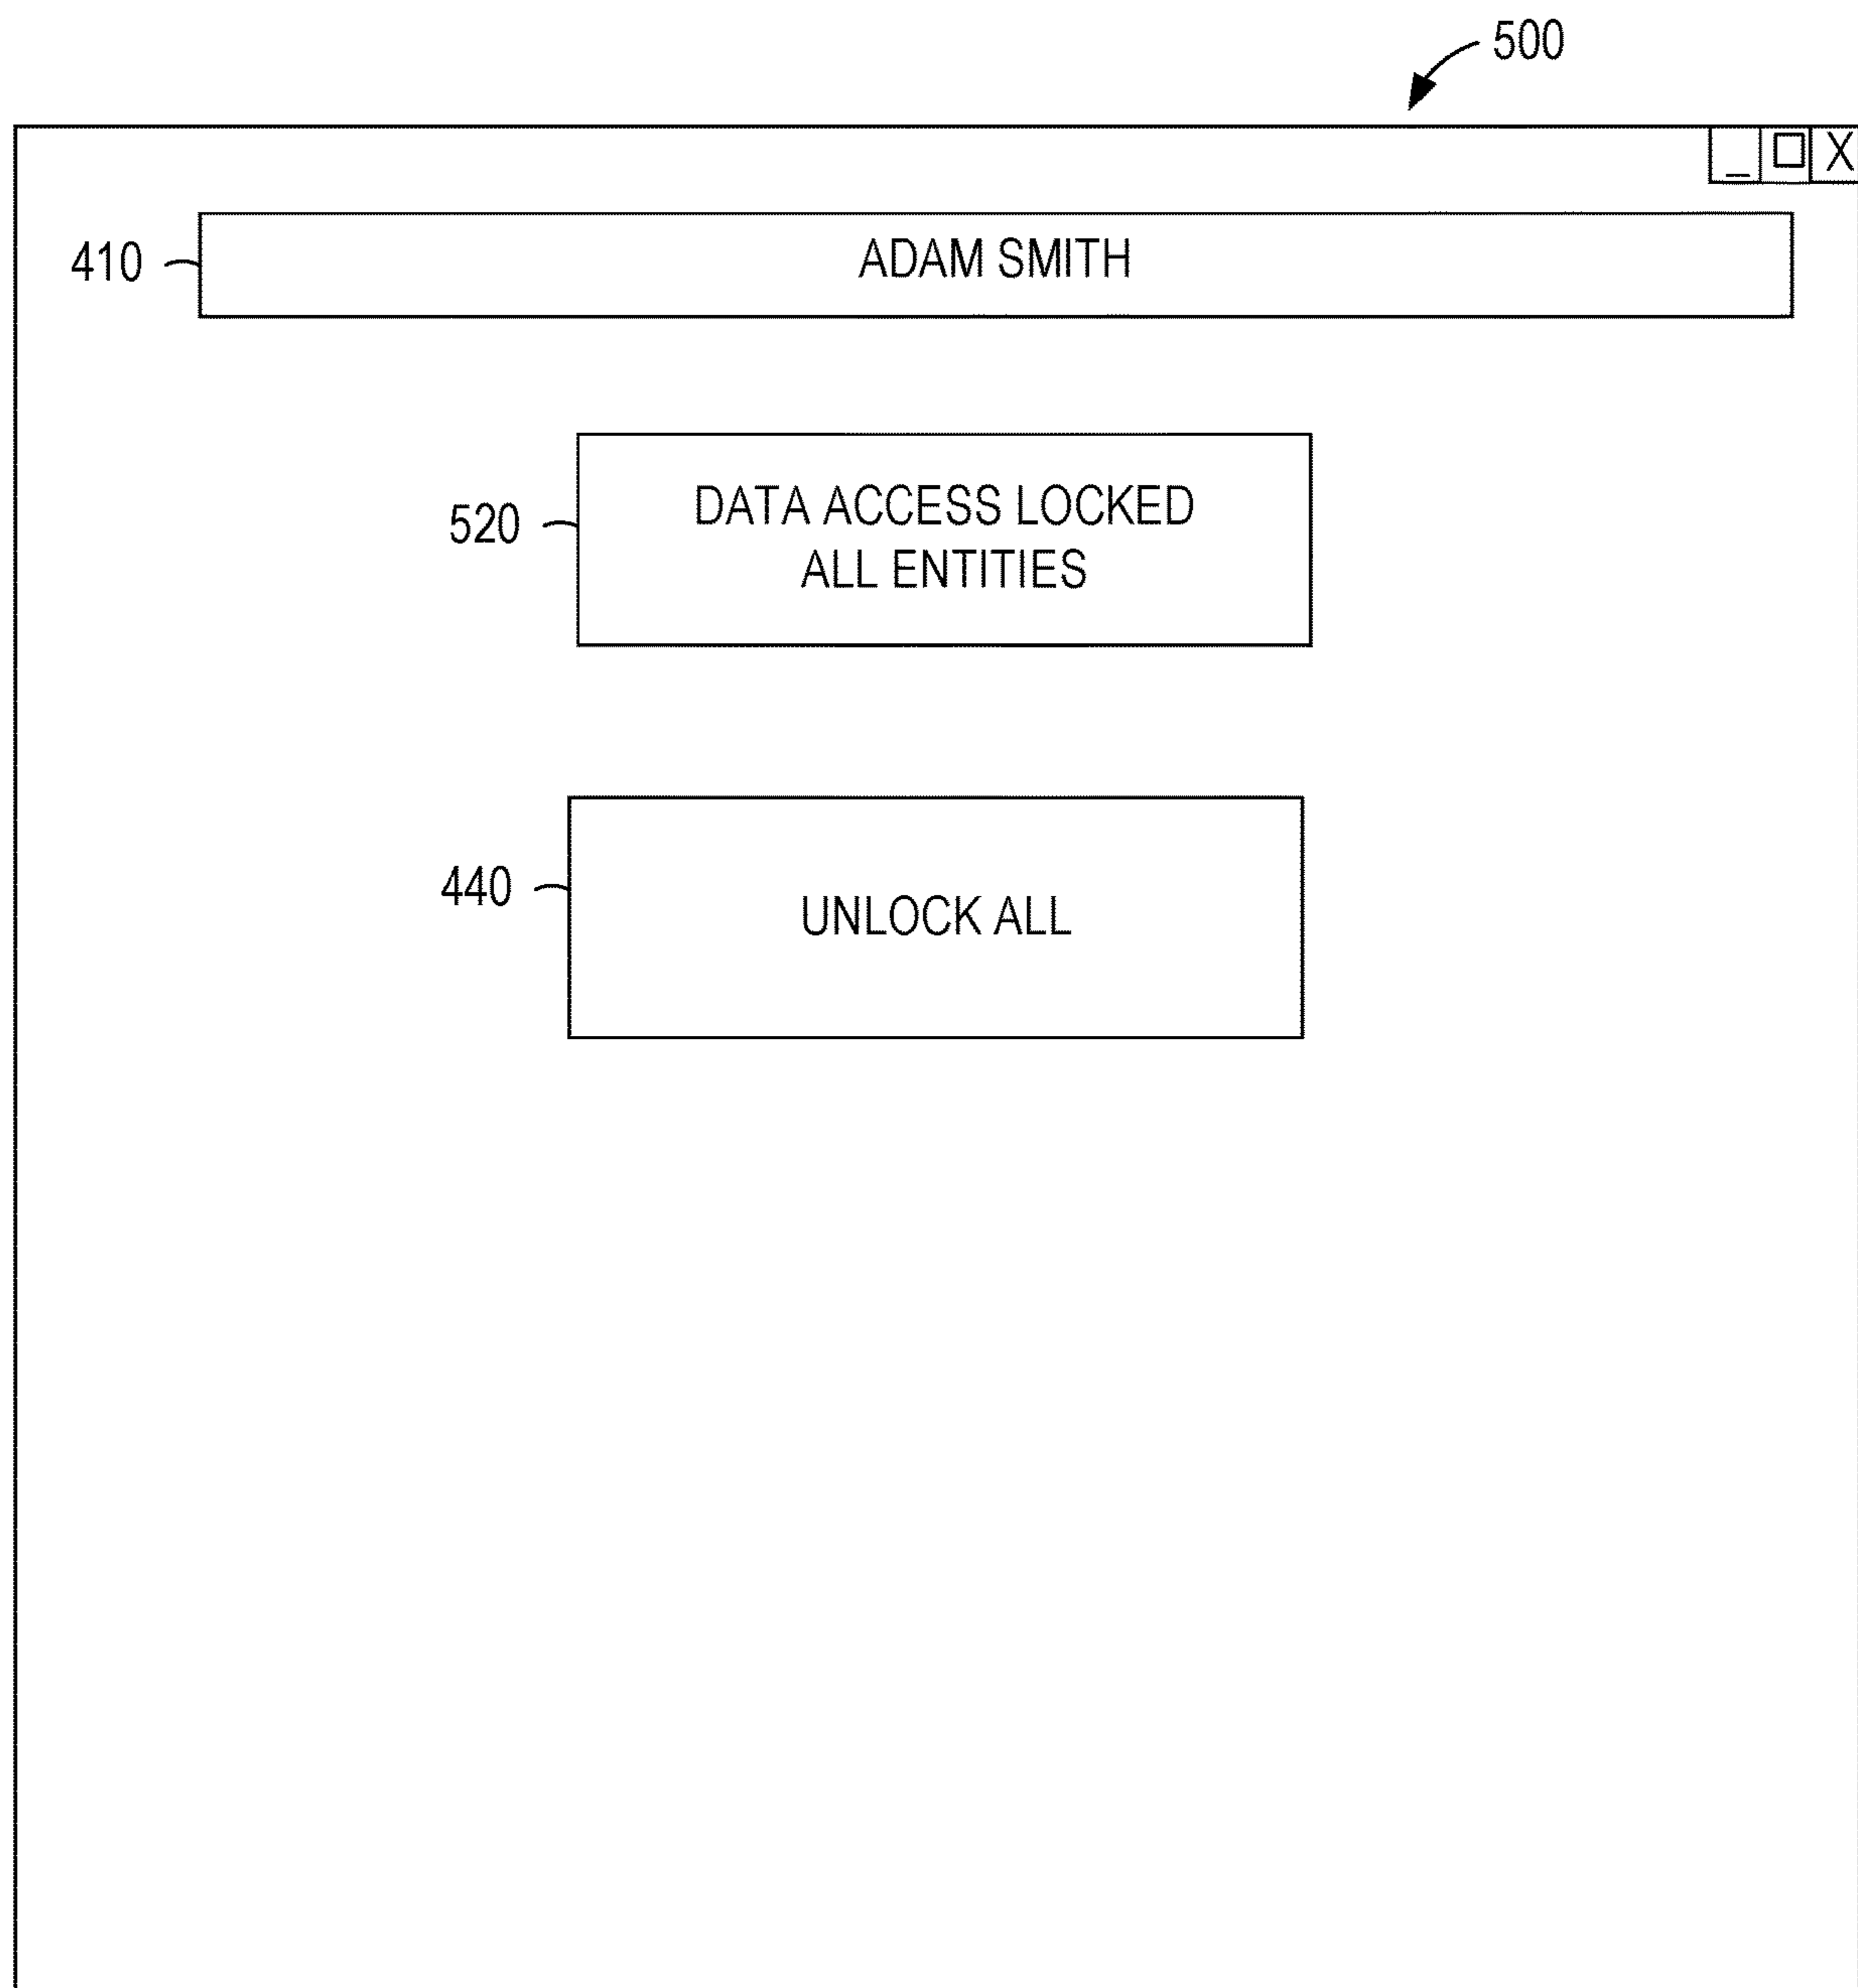 500
_ □ X
410
ADAM SMITH
520
DATA ACCESS LOCKED
ALL ENTITIES
440
UNLOCK ALL